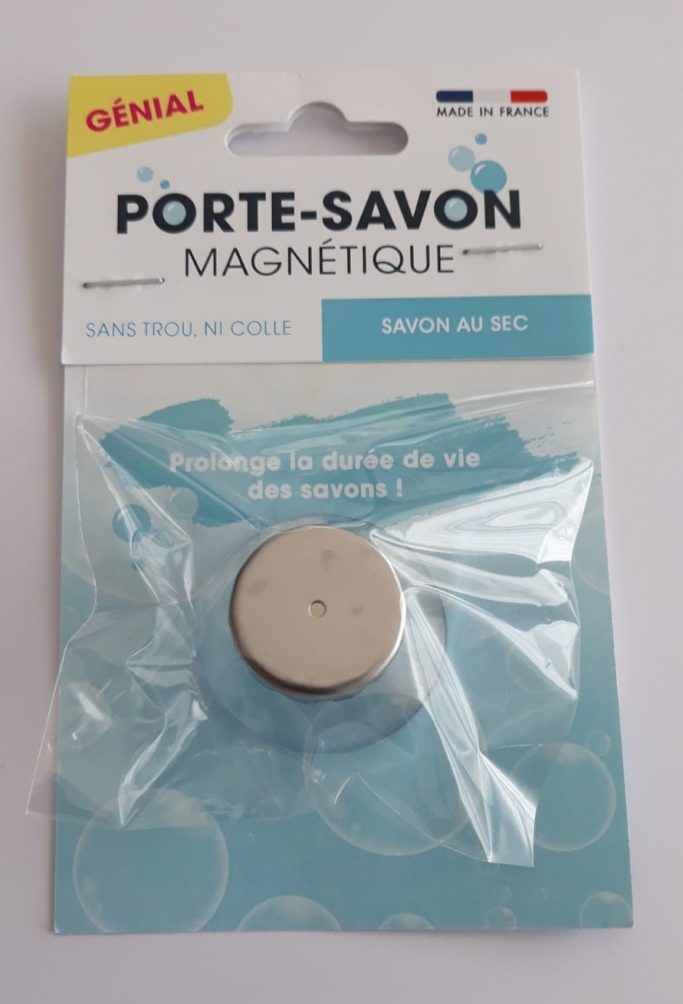 GÉNIAL
MADE IN FRANCE
PORTE-SAVON
MAGNÉTIQUE
SANS TROU, NI COLLE
SAVON AU SEC
Prolonge la durée de vie
des savons !